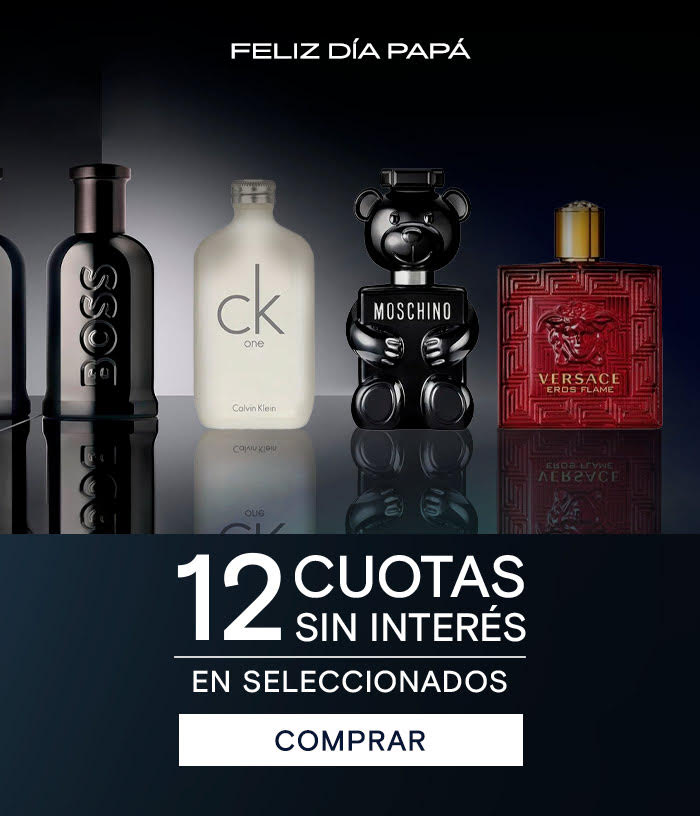 FELIZ DÍA PAPÁ
BOSS
ck
one
Calvin Klein
MOSCHINO
VERSACE
EROS FLAME
12 CUOTAS
SIN INTERÉS
EN SELECCIONADOS
COMPRAR